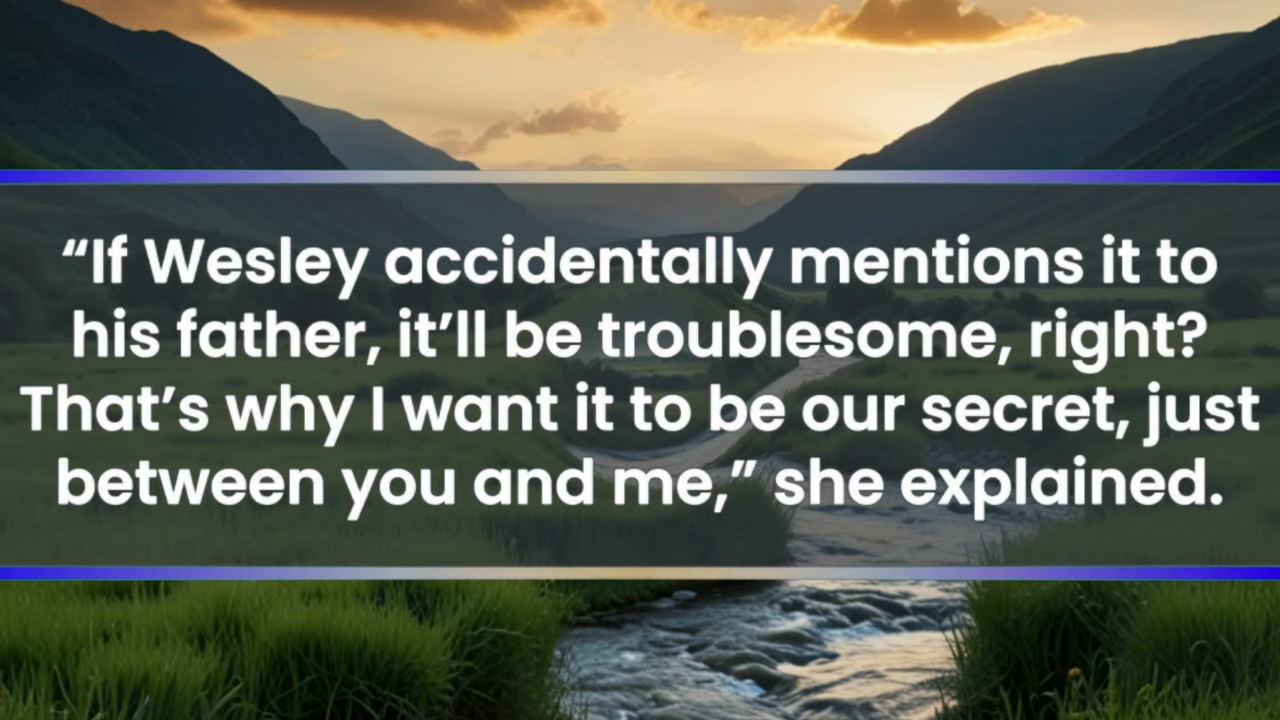 “If Wesley accidentally mentions it to
his father, it’ll be troublesome, right?
That’s why I want it to be our secret, just
between you and me,” she explained.